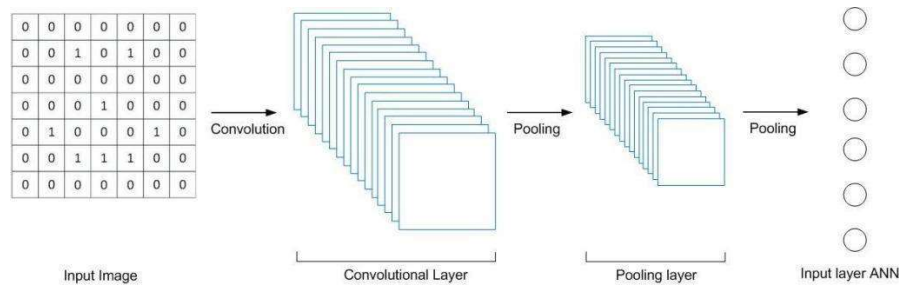 0 0 0 0 0 0 0
0 0 1 0 1 0 0
0 0 0 0 0 0 0
0 0 0 1 0 0 0
0 1 0 0 0 1 0
0 0 1 1 1 0 0
0 0 0 0 0 0 0
Convolution
Pooling
Pooling
Input Image
Convolutional Layer
Pooling layer
Input layer ANN